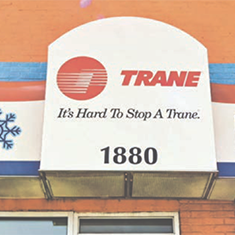 TRANE
It's Hard To Stop A Trane.
1880